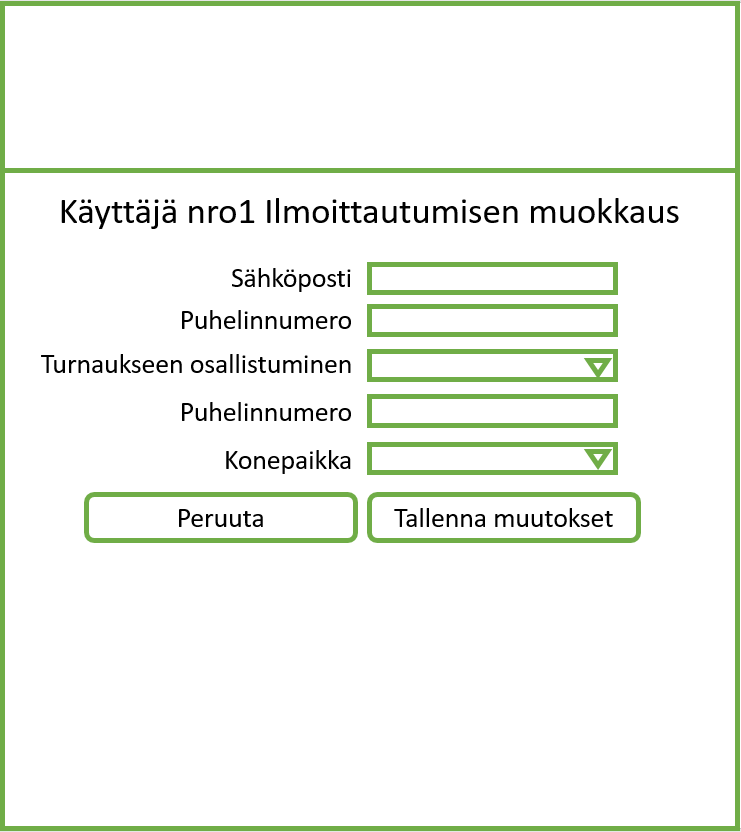 Käyttäjä nro1 Ilmoittautumisen muokkaus
Sähköposti
Puhelinnumero
Turnaukseen osallistuminen
Puhelinnumero
Konepaikka
Peruuta
Tallenna muutokset